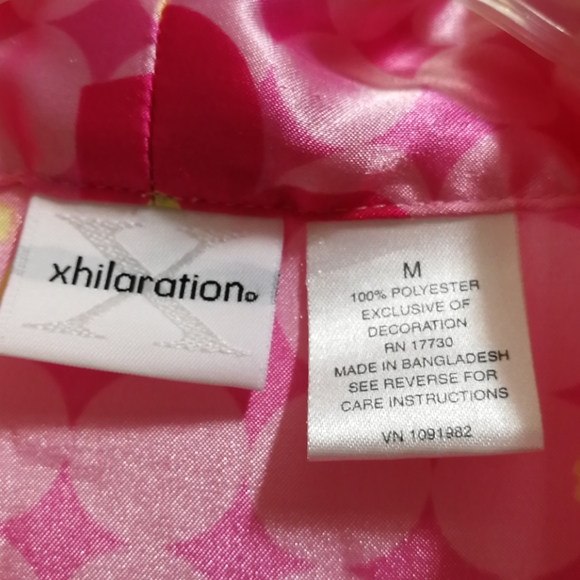 xhilaration
M
100% POLYESTER
EXCLUSIVE OF
DECORATION
RN 17730
MADE IN BANGLADESH
SEE REVERSE FOR
CARE INSTRUCTIONS
VN 1091982